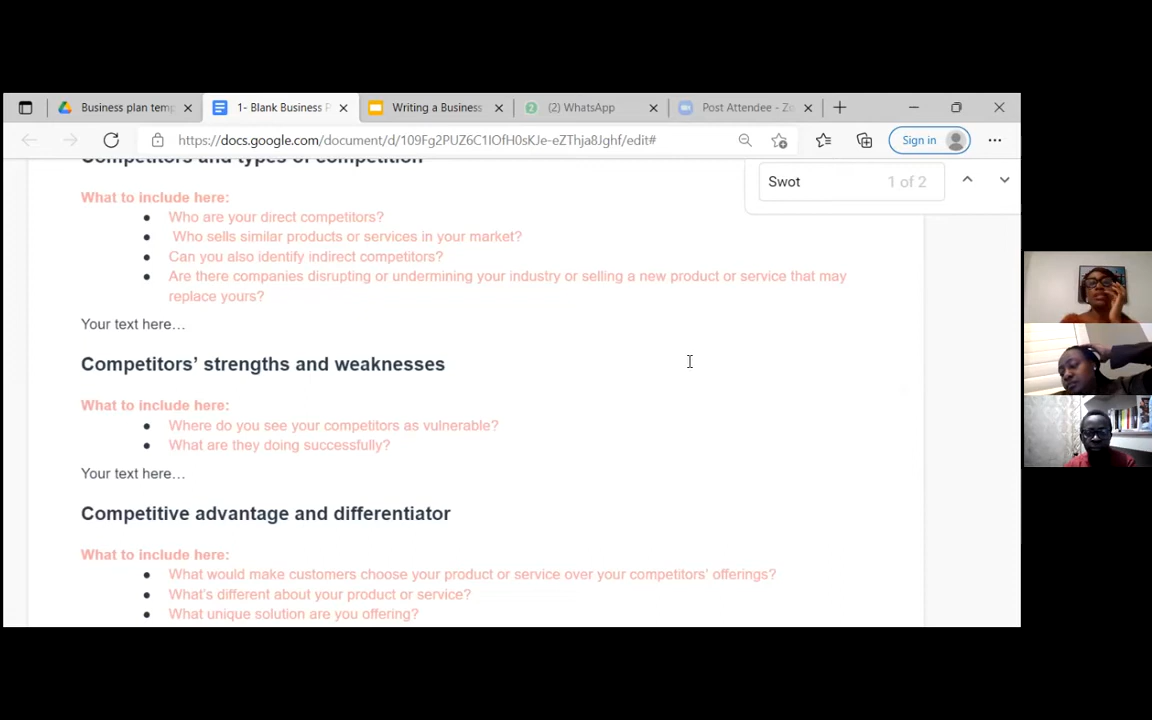 Business plan tem
1- Blank Business P
Writing a Business
(2) WhatsApp
Post Attendee - Zo
https://docs.google.com/document/d/109Fg2PUZ6C1lOfH0sKJe-eZThja8Jghf/edit#
Sign in
Competitors and types of competition
Swot
1 of 2
What to include here:
● Who are your direct competitors?
● Who sells similar products or services in your market?
● Can you also identify indirect competitors?
● Are there companies disrupting or undermining your industry or selling a new product or service that may
replace yours?
Your text here…
Competitors’ strengths and weaknesses
What to include here:
● Where do you see your competitors as vulnerable?
● What are they doing successfully?
Your text here…
Competitive advantage and differentiator
What to include here:
● What would make customers choose your product or service over your competitors’ offerings?
● What’s different about your product or service?
● What unique solution are you offering?